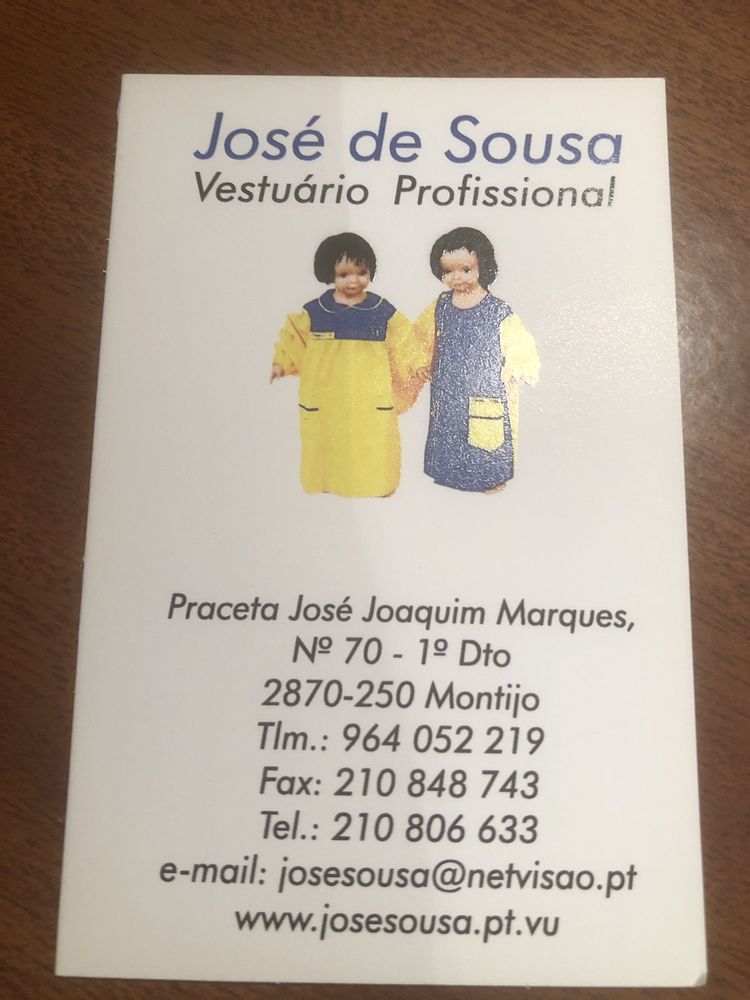 José de Sousa
Vestuário Profissional
Praceta José Joaquim Marques,
Nº 70 - 1º Dto
2870-250 Montijo
Tlm.: 964 052 219
Fax: 210 848 743
Tel.: 210 806 633
e-mail: josesousa@netvisao.pt
www.josesousa.pt.vu